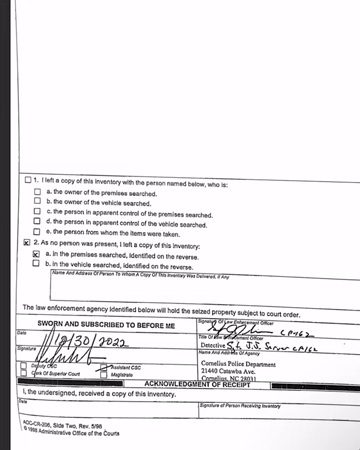 1. I left a copy of this inventory with the person named below, who is:
a. the owner of the premises searched.
b. the owner of the vehicle searched.
c. the person in apparent control of the premises searched.
d. the person in apparent control of the vehicle searched.
e. the person from whom the items were taken.
2. As no person was present, I left a copy of this inventory:
a. in the premises searched, identified on the reverse.
b. in the vehicle searched, identified on the reverse.
Name And Address Of Person To Whom A Copy Of This Inventory Was Delivered, If Any
The law enforcement agency identified below will hold the seized property subject to court order.
SWORN AND SUBSCRIBED TO BEFORE ME
Signature Of Law Enforcement Officer
CP462
Date
12/30/2022
Title Of Law Enforcement Officer
Detective
Signature
Name And Address Of Agency
Deputy CSC
Assistant CSC
Clerk Of Superior Court
Magistrate
Cornelius Police Department
21440 Catawba Ave.
Cornelius, NC 28031
ACKNOWLEDGMENT OF RECEIPT
I, the undersigned, received a copy of this inventory.
Date
Signature of Person Receiving Inventory
AOC-CR-206, Side Two, Rev. 5/98
© 1998 Administrative Office of the Courts